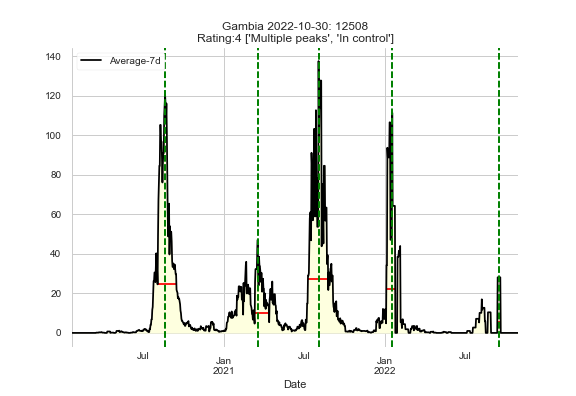 Gambia 2022-10-30: 12508
Rating:4 ['Multiple peaks', 'In control']
Average-7d
140
120
100
80
60
40
20
0
Jul
Jan
2021
Jul
Jan
2022
Jul
Date